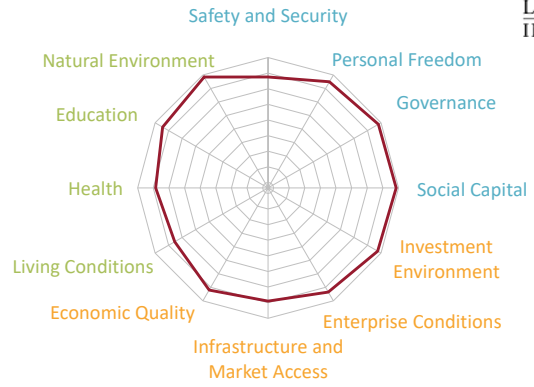 Safety and Security
Natural Environment
Personal Freedom
Education
Governance
Health
Social Capital
Living Conditions
Investment
Environment
Economic Quality
Enterprise Conditions
Infrastructure and
Market Access